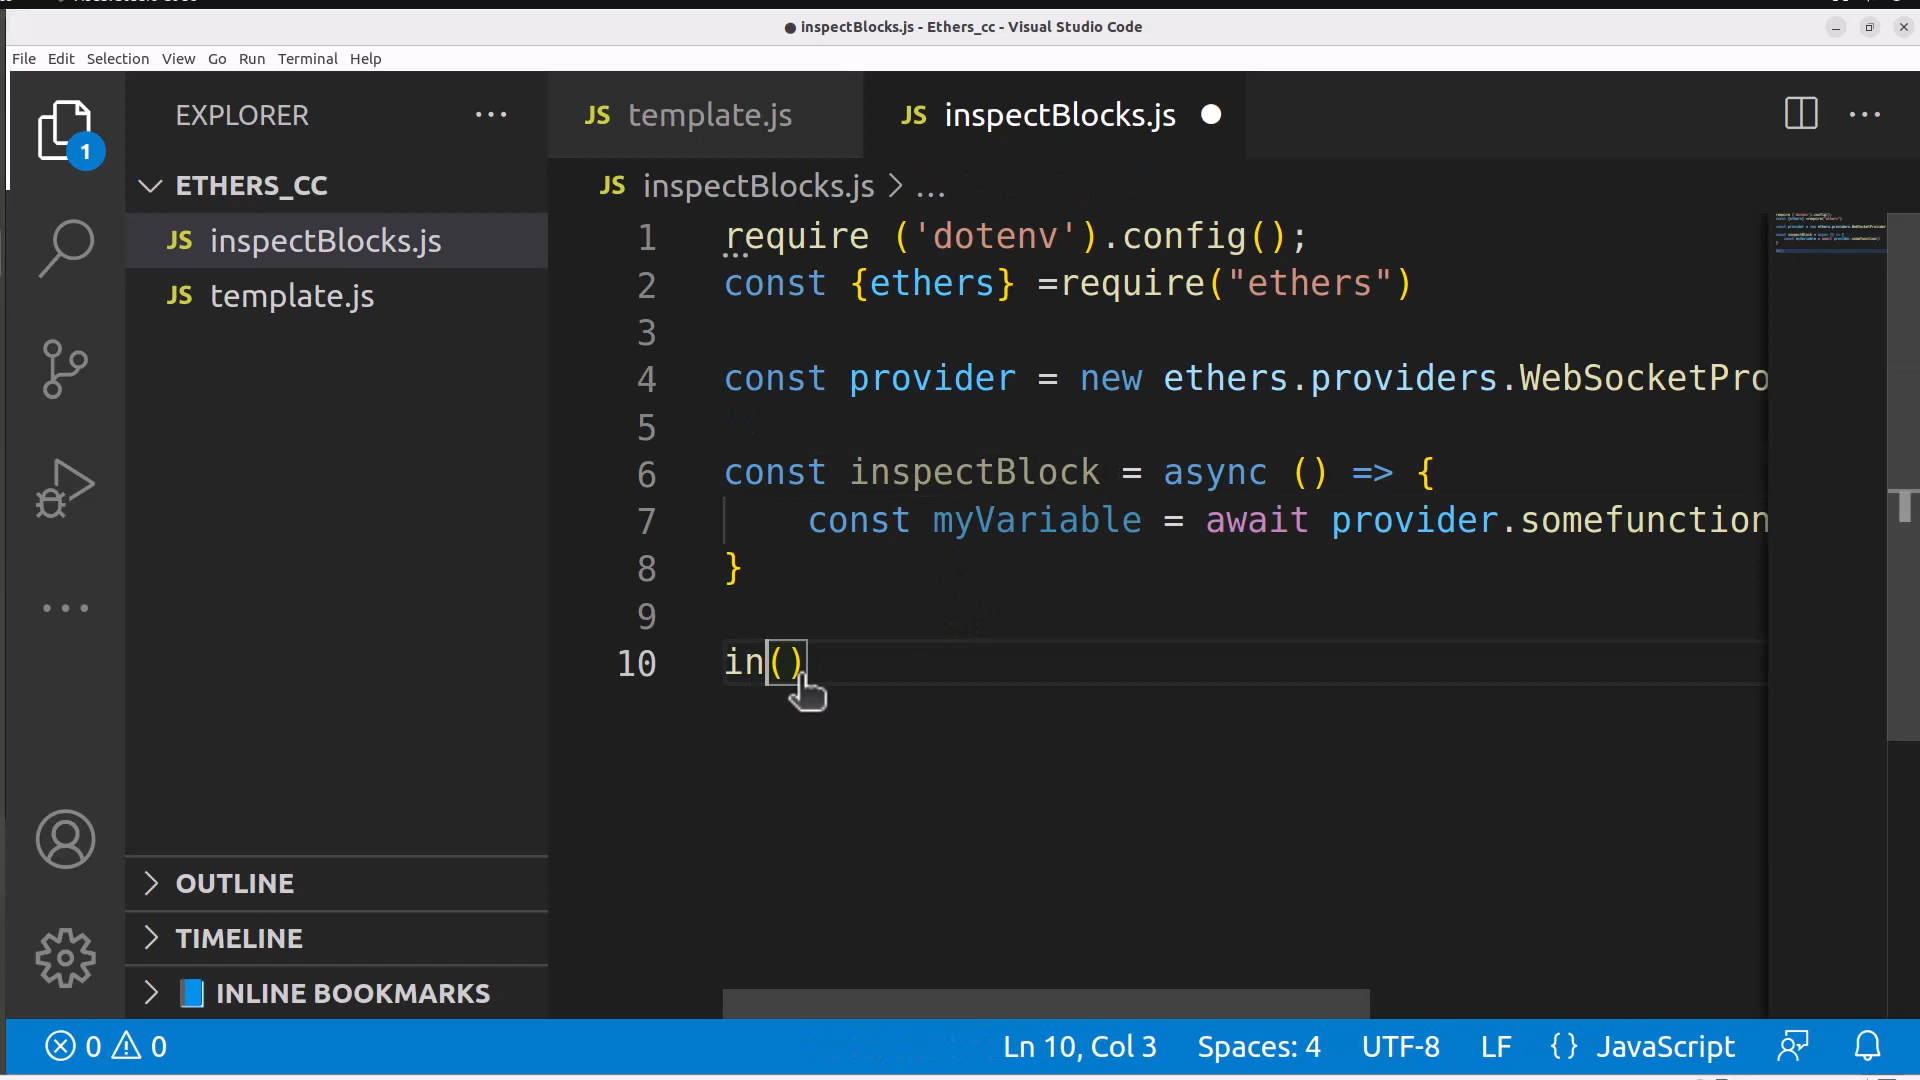 ● inspectBlocks.js - Ethers_cc - Visual Studio Code
File Edit Selection View Go Run Terminal Help
EXPLORER ...
JS template.js
JS inspectBlocks.js ●
1
ETHERS_CC
JS inspectBlocks.js > ...
JS inspectBlocks.js
JS template.js
1 require ('dotenv').config();
2 const {ethers} =require("ethers")
3
4 const provider = new ethers.providers.WebSocketPro
5
6 const inspectBlock = async () => {
7 const myVariable = await provider.somefunction
8 }
9
10 in()
OUTLINE
TIMELINE
INLINE BOOKMARKS
0 0 Ln 10, Col 3 Spaces: 4 UTF-8 LF {} JavaScript